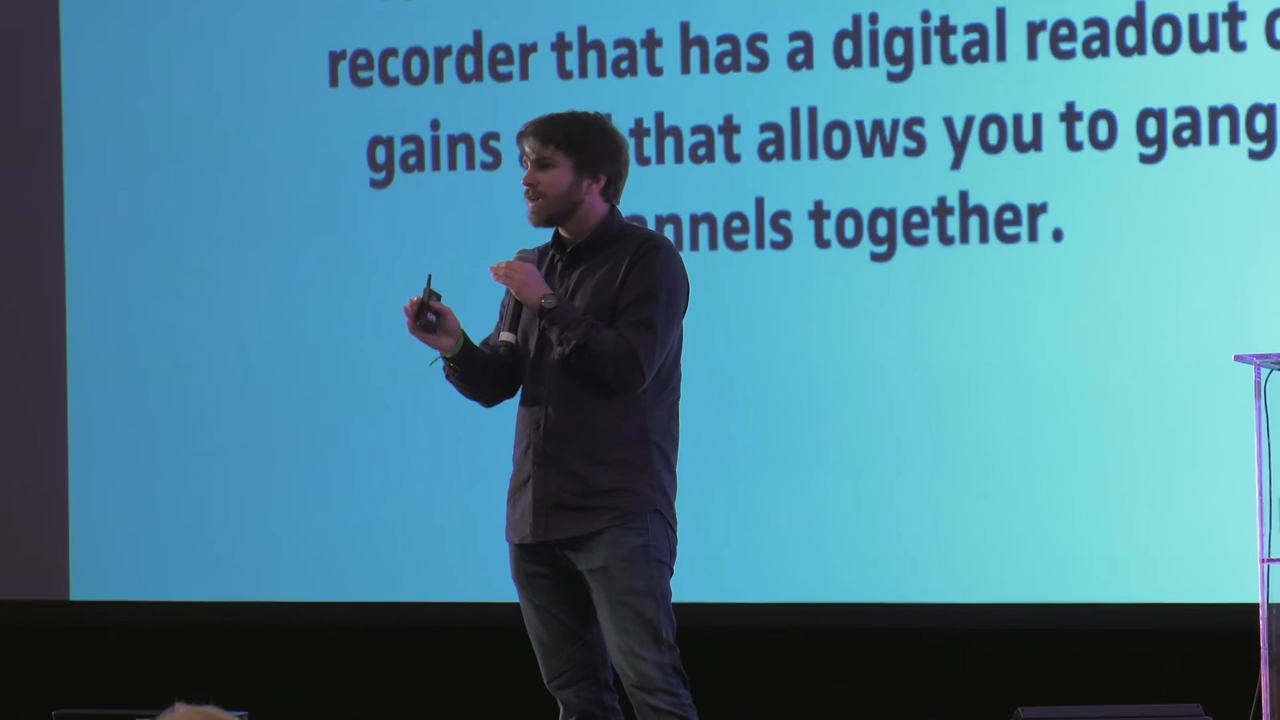 recorder that has a digital readout
gains that allows you to gang
together.